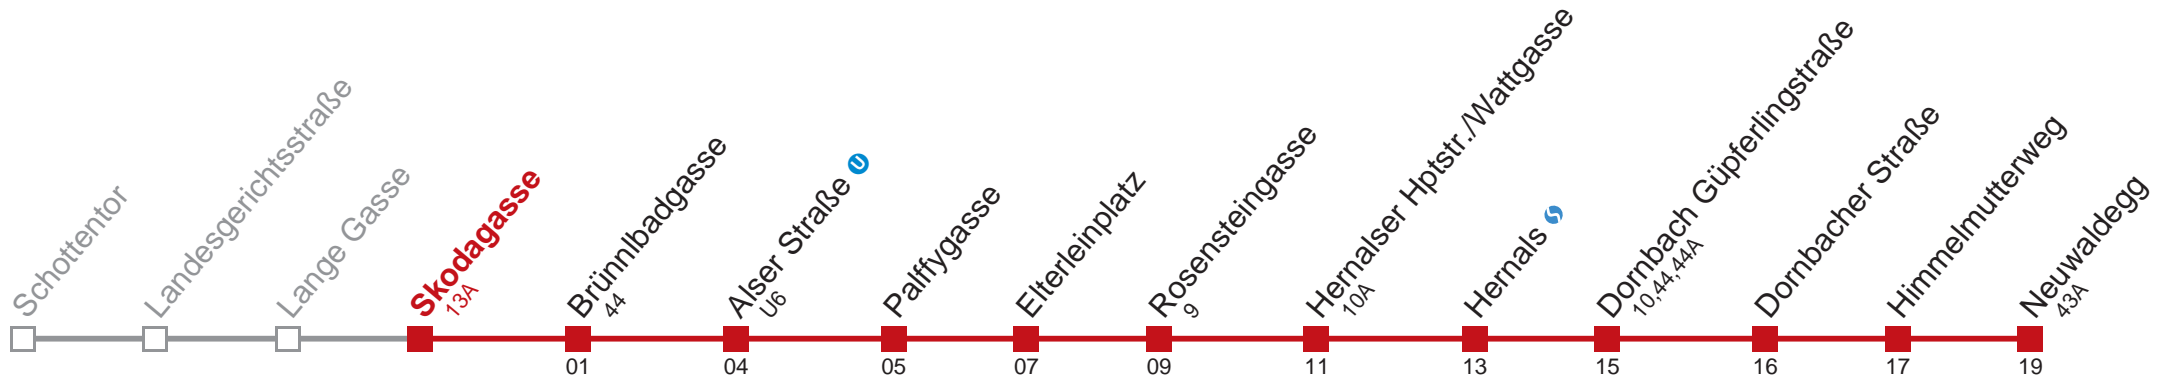 Schottentor
Landesgerichtsstraße
Lange Gasse
Skodagasse
13A
Brünnlbadgasse
44
Alser Straße U
U6
Palffygasse
Elterleinplatz
Rosensteingasse
9
Hernalser Hptstr./Wattgasse
10A
Hernals
Dornbach Güpferlingstraße
10,44,44A
Dornbacher Straße
Himmelmutterweg
Neuwaldegg
43A
01 04 05 07 09 11 13 15 16 17 19